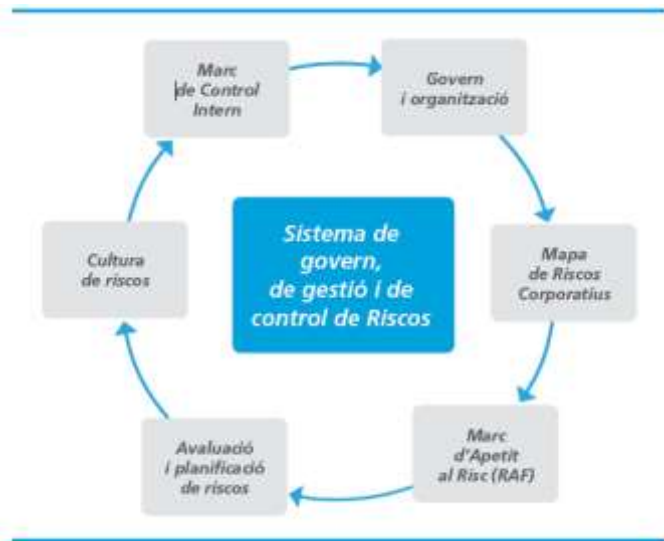 Marc
de Control
Intern
Govern
i organització
Mapa
de Riscos
Corporatius
Marc
d'Apetit
al Risc (RAF)
Avaluació
i planificació
de riscos
Cultura
de riscos
Sistema de
govern,
de gestió i de
control de Riscos